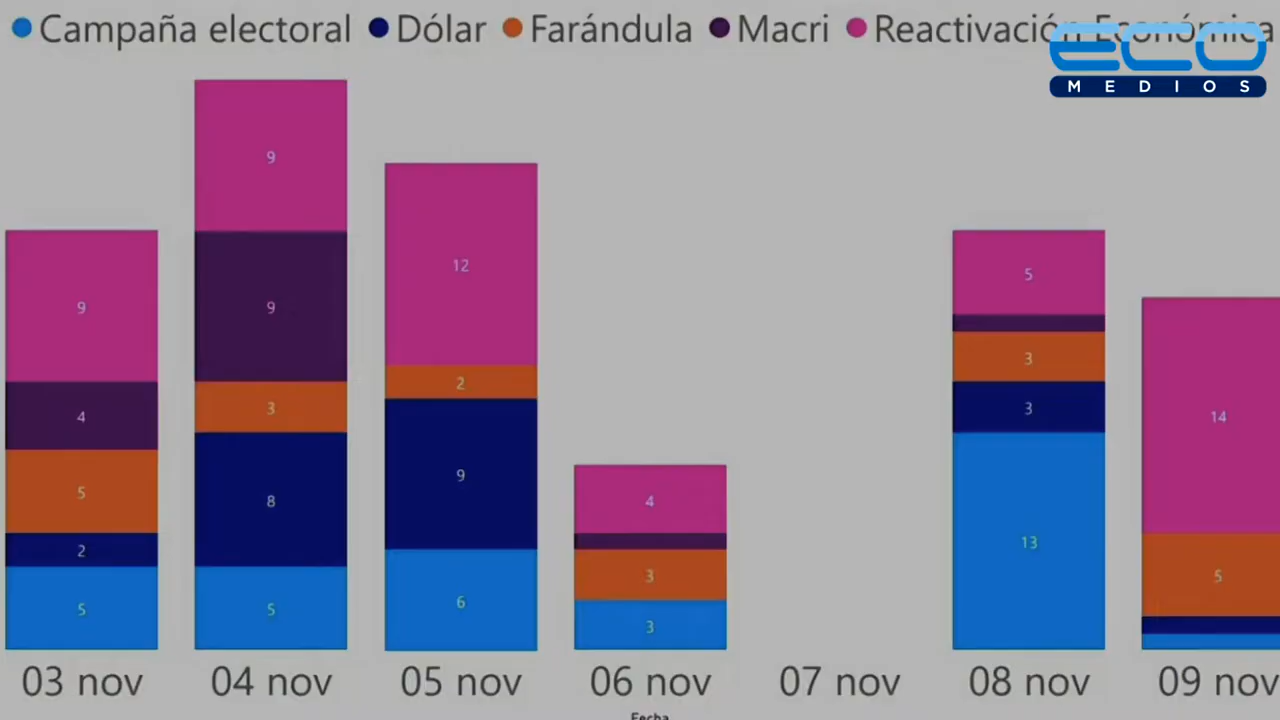 Campaña electoral Dólar Farándula Macri Reactivación Económica
eco
MEDIOS
9 4 5 2 5
9 9 3 8 5
12 2 9 6
4 3 3
5 3 3 13
14 5
03 nov 04 nov 05 nov 06 nov 07 nov 08 nov 09 nov
Fecha